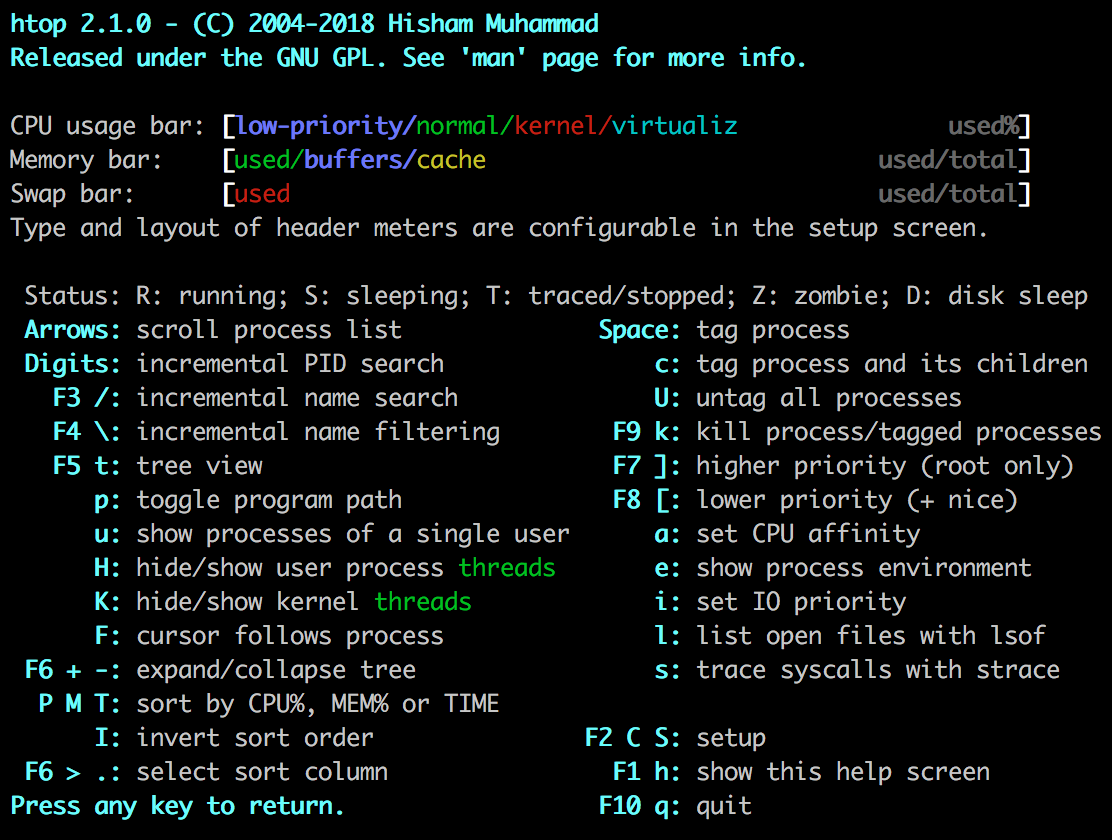 htop 2.1.0 - (C) 2004-2018 Hisham Muhammad
Released under the GNU GPL. See 'man' page for more info.

CPU usage bar: [low-priority/normal/kernel/virtualiz               used%]
Memory bar:    [used/buffers/cache                            used/total]
Swap bar:      [used                                          used/total]
Type and layout of header meters are configurable in the setup screen.

 Status: R: running; S: sleeping; T: traced/stopped; Z: zombie; D: disk sleep
 Arrows: scroll process list              Space: tag process
 Digits: incremental PID search               c: tag process and its children
   F3 /: incremental name search              U: untag all processes
   F4 \: incremental name filtering        F9 k: kill process/tagged processes
   F5 t: tree view                         F7 ]: higher priority (root only)
      p: toggle program path               F8 [: lower priority (+ nice)
      u: show processes of a single user      a: set CPU affinity
      H: hide/show user process threads       e: show process environment
      K: hide/show kernel threads             i: set IO priority
      F: cursor follows process               l: list open files with lsof
 F6 + -: expand/collapse tree                 s: trace syscalls with strace
  P M T: sort by CPU%, MEM% or TIME
      I: invert sort order               F2 C S: setup
 F6 > .: select sort column                F1 h: show this help screen
Press any key to return.                  F10 q: quit